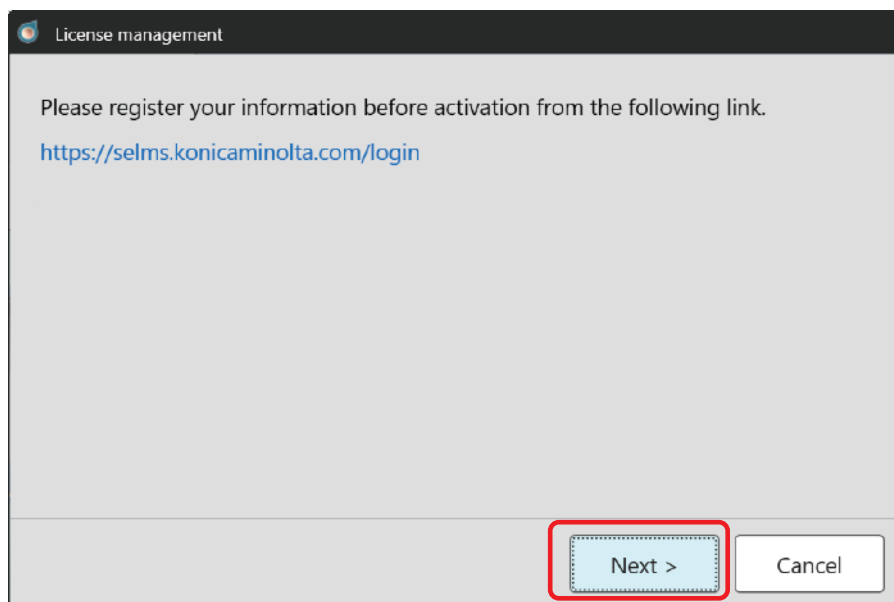 License management
Please register your information before activation from the following link.
https://selms.konicaminolta.com/login
Next >
Cancel